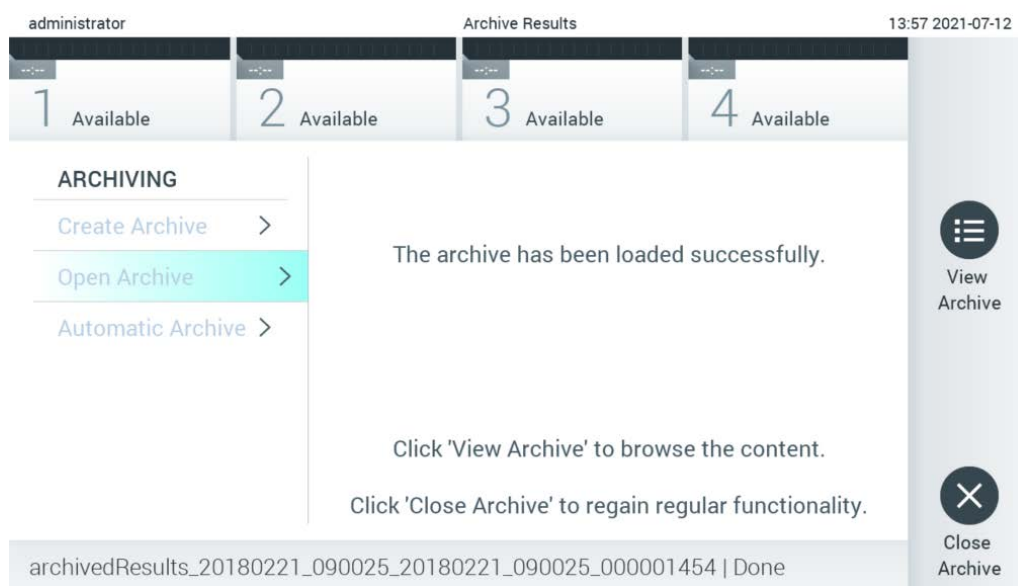 administrator Archive Results 13:57 2021-07-12
--:-- --:-- --:-- --:--
1 Available 2 Available 3 Available 4 Available
ARCHIVING
Create Archive
Open Archive
Automatic Archive
The archive has been loaded successfully.
Click 'View Archive' to browse the content.
Click 'Close Archive' to regain regular functionality.
View
Archive
Close
Archive
archivedResults_20180221_090025_20180221_090025_000001454 | Done